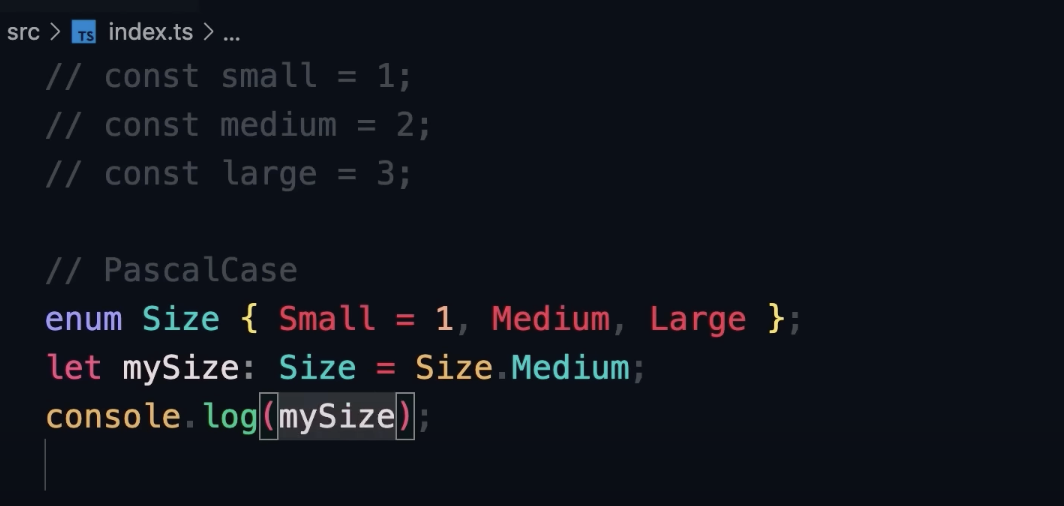 src > TS index.ts > ...
// const small = 1;
// const medium = 2;
// const large = 3;
// PascalCase
enum Size { Small = 1, Medium, Large };
let mySize: Size = Size.Medium;
console.log(mySize);